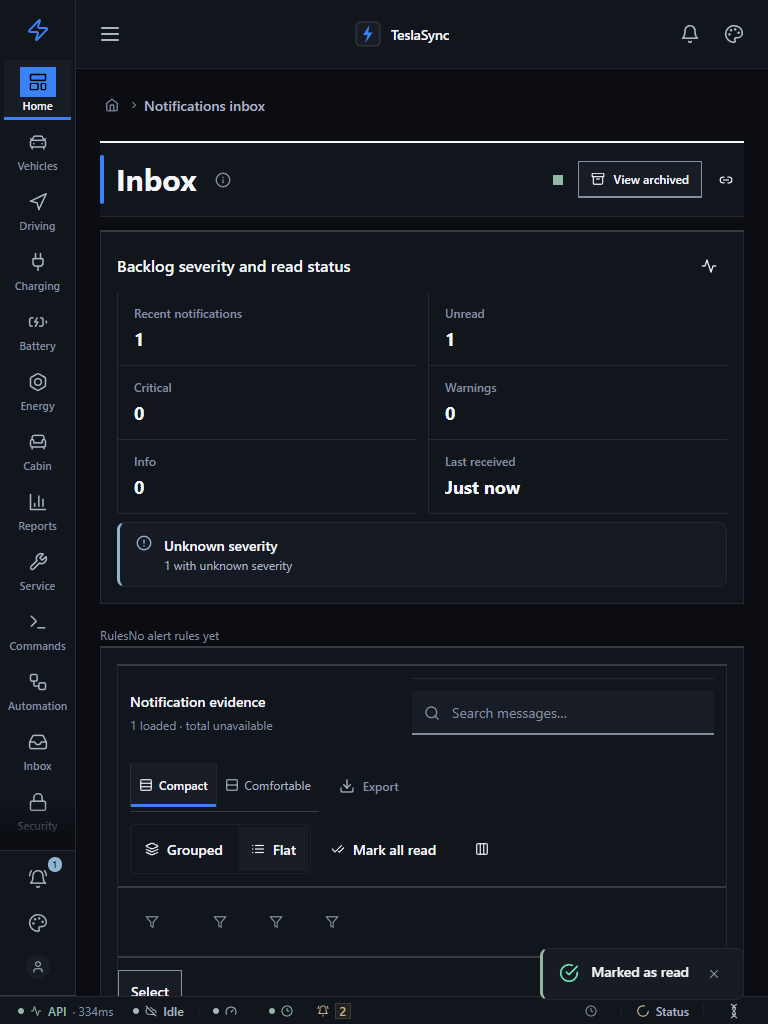 TeslaSync
Home
Vehicles
Driving
Charging
Battery
Energy
Cabin
Reports
Service
Commands
Automation
Inbox
Security
1
Notifications inbox
Inbox
View archived
Backlog severity and read status
Recent notifications
1
Unread
1
Critical
0
Warnings
0
Info
0
Last received
Just now
Unknown severity
1 with unknown severity
RulesNo alert rules yet
Notification evidence
1 loaded · total unavailable
Search messages...
Compact
Comfortable
Export
Grouped
Flat
Mark all read
Select
Marked as read
API · 334ms
Idle
2
Status